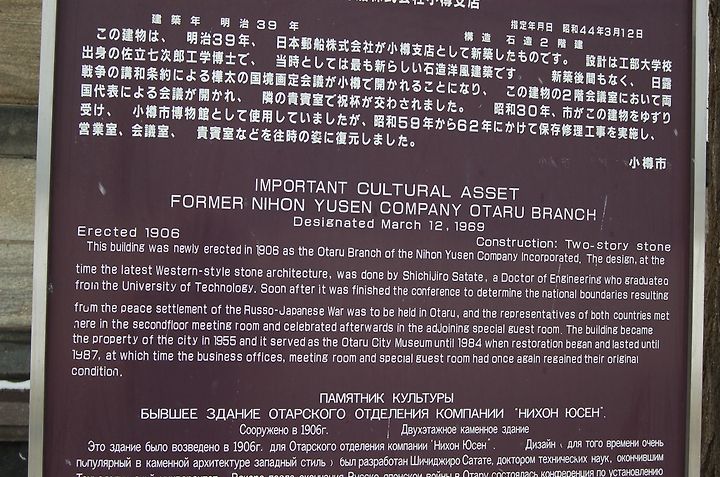 株式会社小樽支店
建築年 明治39年
指定年月日 昭和44年3月12日
構造 石造2階建
この建物は、明治39年、日本郵船株式会社が小樽支店として新築したものです。設計は工部大学校
出身の佐立七次郎工学博士で、当時としては最も新しい石造洋風建築です。新築後間もなく、日露
戦争の講和条約による樺太の国境画定会議が小樽で開かれることになり、この建物の2階会議室において両
国代表による会議が開かれ、隣の貴賓室で祝杯が交わされました。昭和30年、市がこの建物をゆずり
受け、小樽市博物館として使用していましたが、昭和59年から62年にかけて保存修理工事を実施し、
営業室、会議室、貴賓室などを往時の姿に復元しました。
小樽市
IMPORTANT CULTURAL ASSET
FORMER NIHON YUSEN COMPANY OTARU BRANCH
Designated March 12, 1969
Erected 1906
Construction: Two-story stone
This building was newly erected in 1906 as the Otaru Branch of the Nihon Yusen Company Incorporated. The design, at the
time the latest Western-style stone architecture, was done by Shichijiro Satate, a Doctor of Engineering who graduated
from the University of Technology. Soon after it was finished the conference to determine the national boundaries resulting
from the peace settlement of the Russo-Japanese War was to be held in Otaru, and the representatives of both countries met
here in the secondfloor meeting room and celebrated afterwards in the adjoining special guest room. The building became
the property of the city in 1955 and it served as the Otaru City Museum until 1984 when restoration began and lasted until
1987, at which time the business offices, meeting room and special guest room had once again regained their original
condition.
ПАМЯТНИК КУЛЬТУРЫ
БЫВШЕЕ ЗДАНИЕ ОТАРСКОГО ОТДЕЛЕНИЯ КОМПАНИИ "НИХОН ЮСЕН".
Сооружено в 1906г. Двухэтажное каменное здание
Это здание было возведено в 1906г. для Отарского отделения компании "Нихон Юсен". Дизайн ( для того времени очень
популярный в каменной архитектуре западный стиль ) был разработан Шичиджиро Сатате, доктором технических наук, окончившим